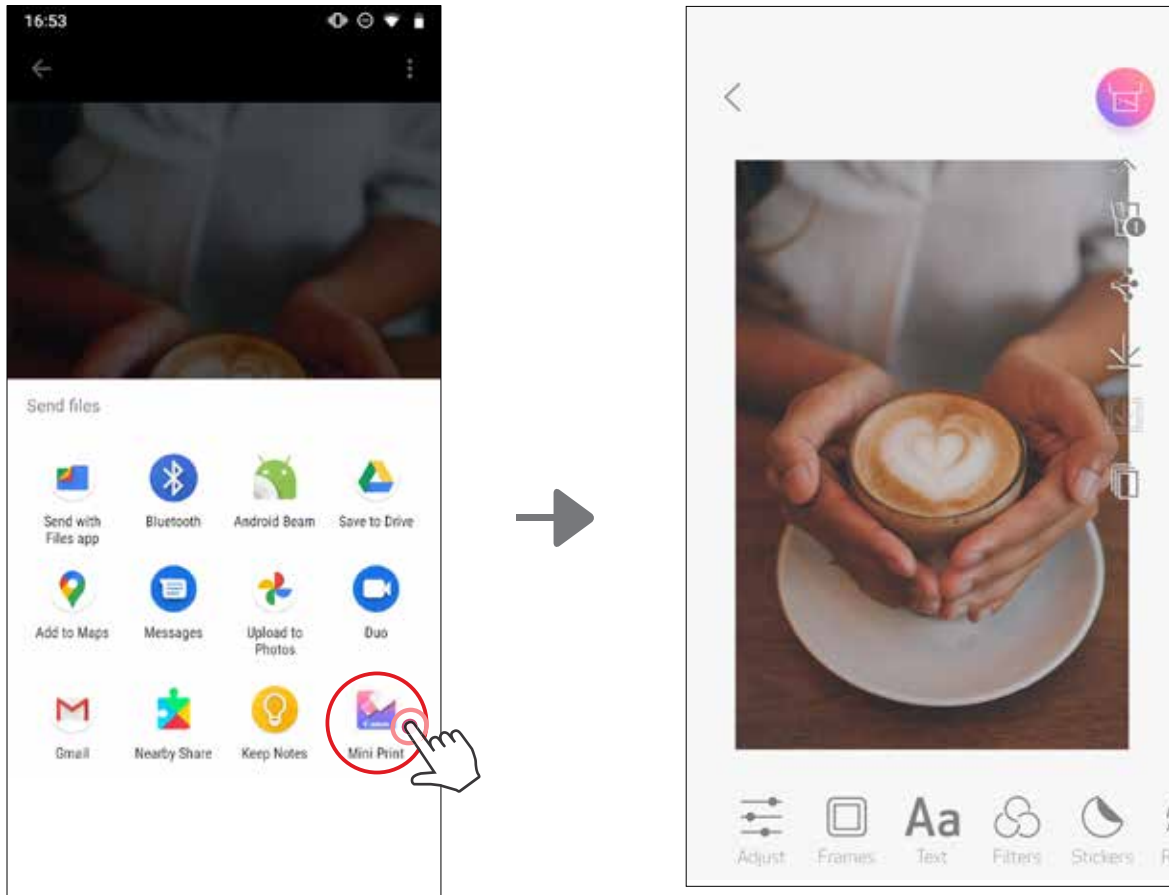 16:53
Send files
Send with
Files app
Bluetooth
Android Beam
Save to Drive
Add to Maps
Messages
Upload to
Photos
Duo
Gmail
Nearby Share
Keep Notes
Mini Print
Aa
Adjust
Frames
Text
Filters
Stickers